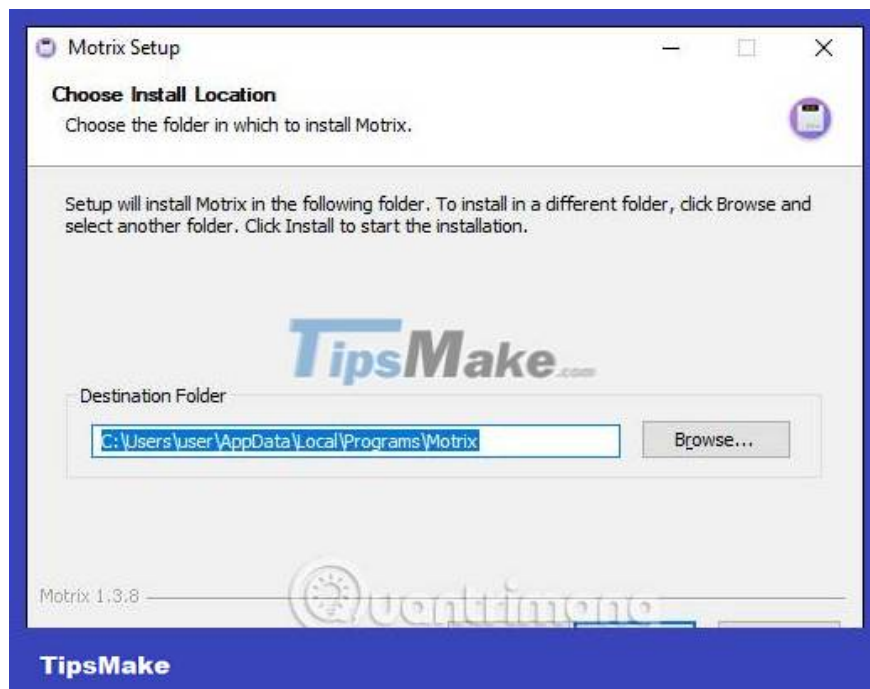 Motrix Setup
Choose Install Location
Choose the folder in which to install Motrix.
Setup will install Motrix in the following folder. To install in a different folder, click Browse and
select another folder. Click Install to start the installation.
TipsMake.com
Destination Folder
C:\Users\user\AppData\Local\Programs\Motrix
Browse...
Motrix 1.3.8
Quantrimang
TipsMake